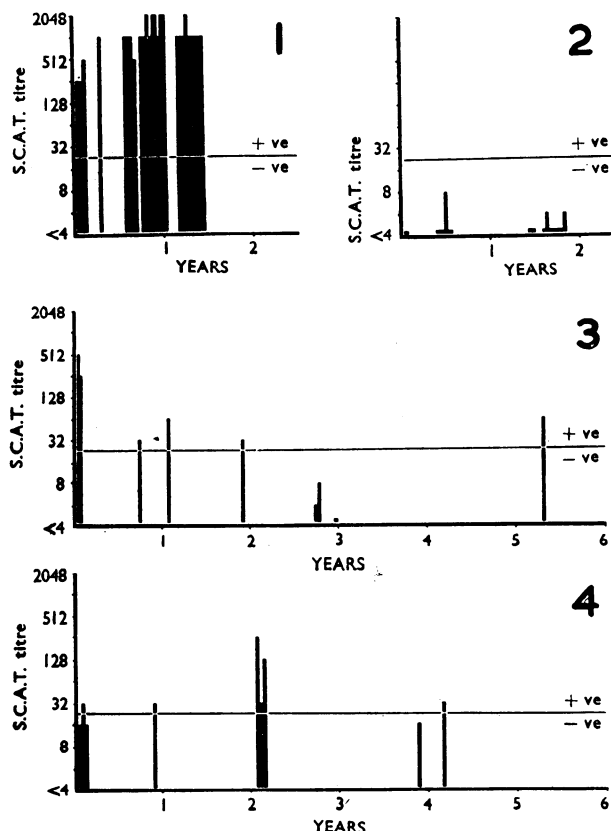 1
S.C.A.T. titre
2048
512
128
32
8
<4
+ ve
− ve
1 2
YEARS
2
S.C.A.T. titre
32
8
<4
+ ve
− ve
1 2
YEARS
3
S.C.A.T. titre
2048
512
128
32
8
<4
+ ve
− ve
1 2 3 4 5 6
YEARS
4
S.C.A.T. titre
2048
512
128
32
8
<4
+ ve
− ve
1 2 3 4 5 6
YEARS